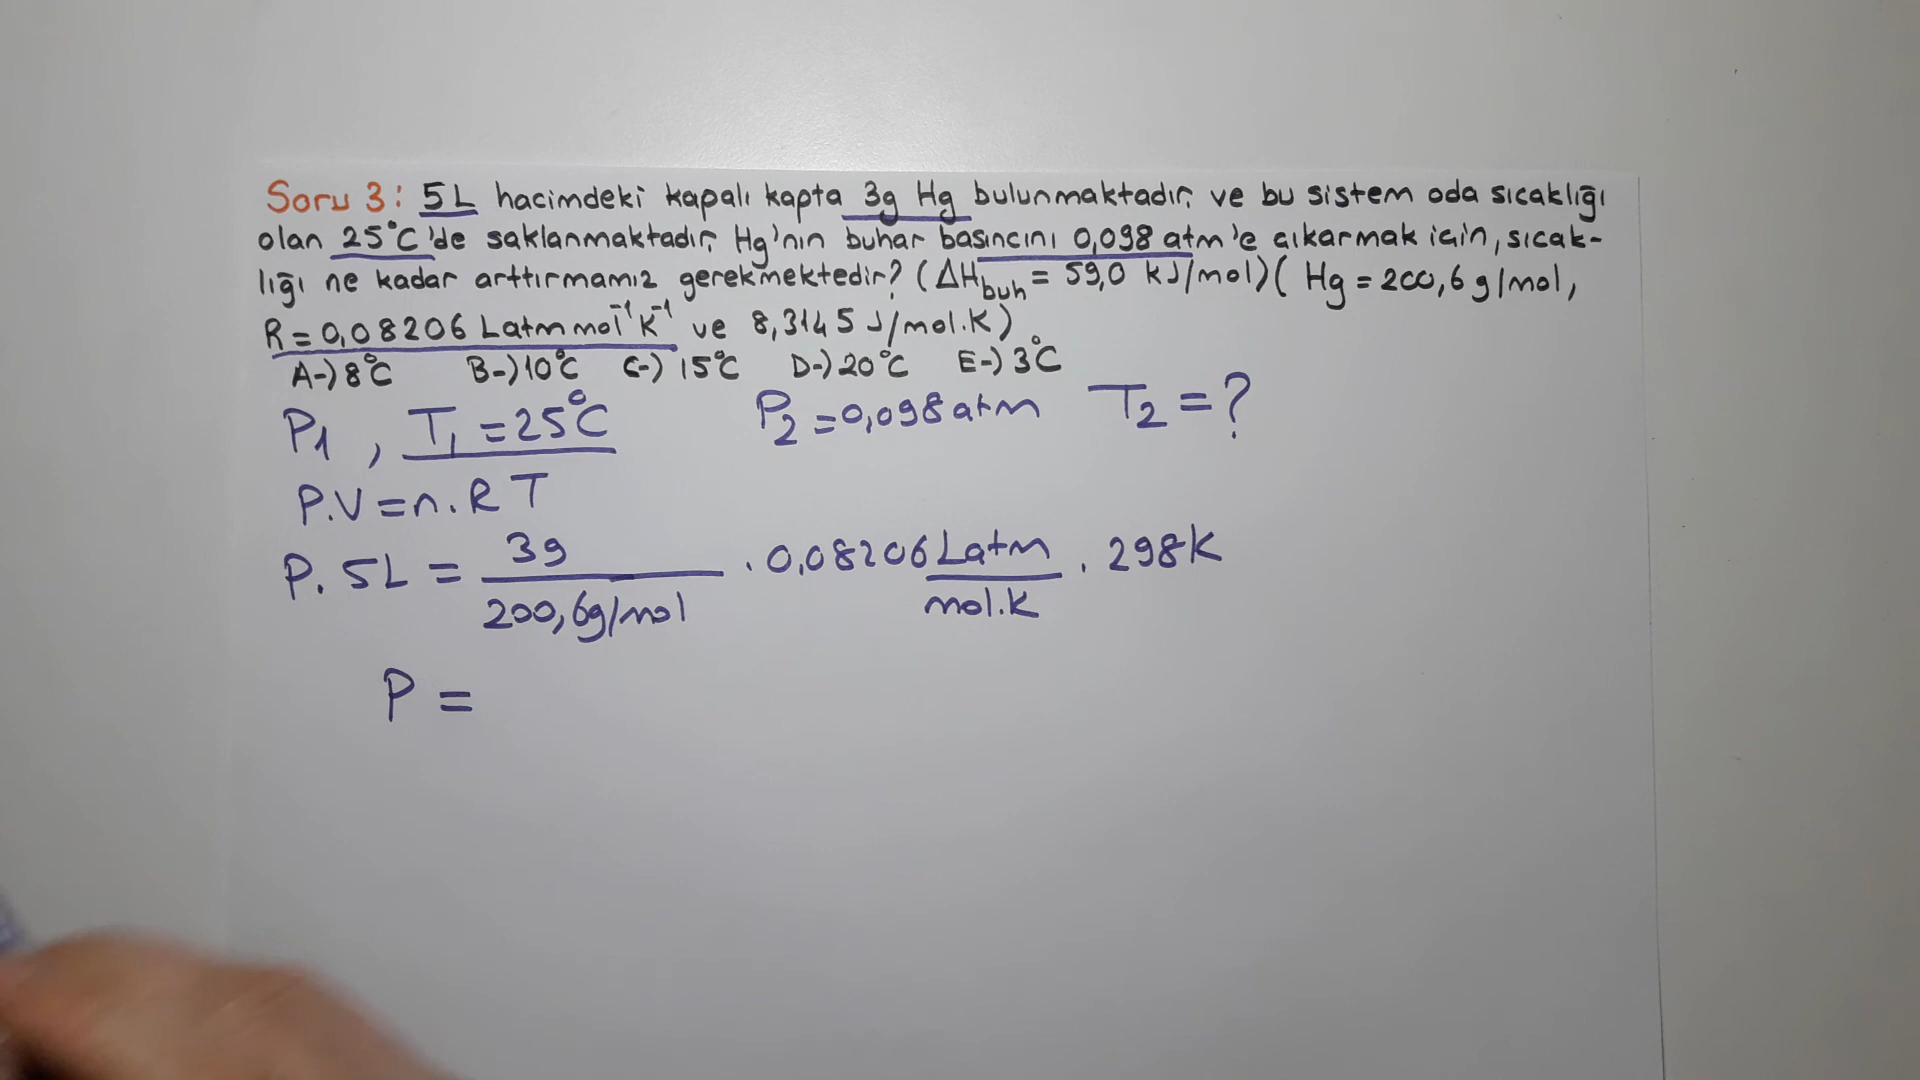 Soru 3: 5L hacimdeki kapalı kapta 3g Hg bulunmaktadır, ve bu sistem oda sıcaklığı
olan 25°C'de saklanmaktadır, Hg'nın buhar basıncını 0,098 atm'e çıkarmak için, sıcak-
lığı ne kadar arttırmamız gerekmektedir? (ΔHbuh = 59,0 kJ/mol) (Hg = 200,6 g/mol,
R = 0,08206 Latm mol⁻¹ K⁻¹ ve 8,3145 J/mol.K)
A-) 8°C B-) 10°C C-) 15°C D-) 20°C E-) 3°C
P1, T1 = 25°C P2 = 0,098 atm T2 = ?
P.V = n.RT
P. 5L = 3g / 200,6g/mol . 0,08206 Latm / mol.K . 298K
P =